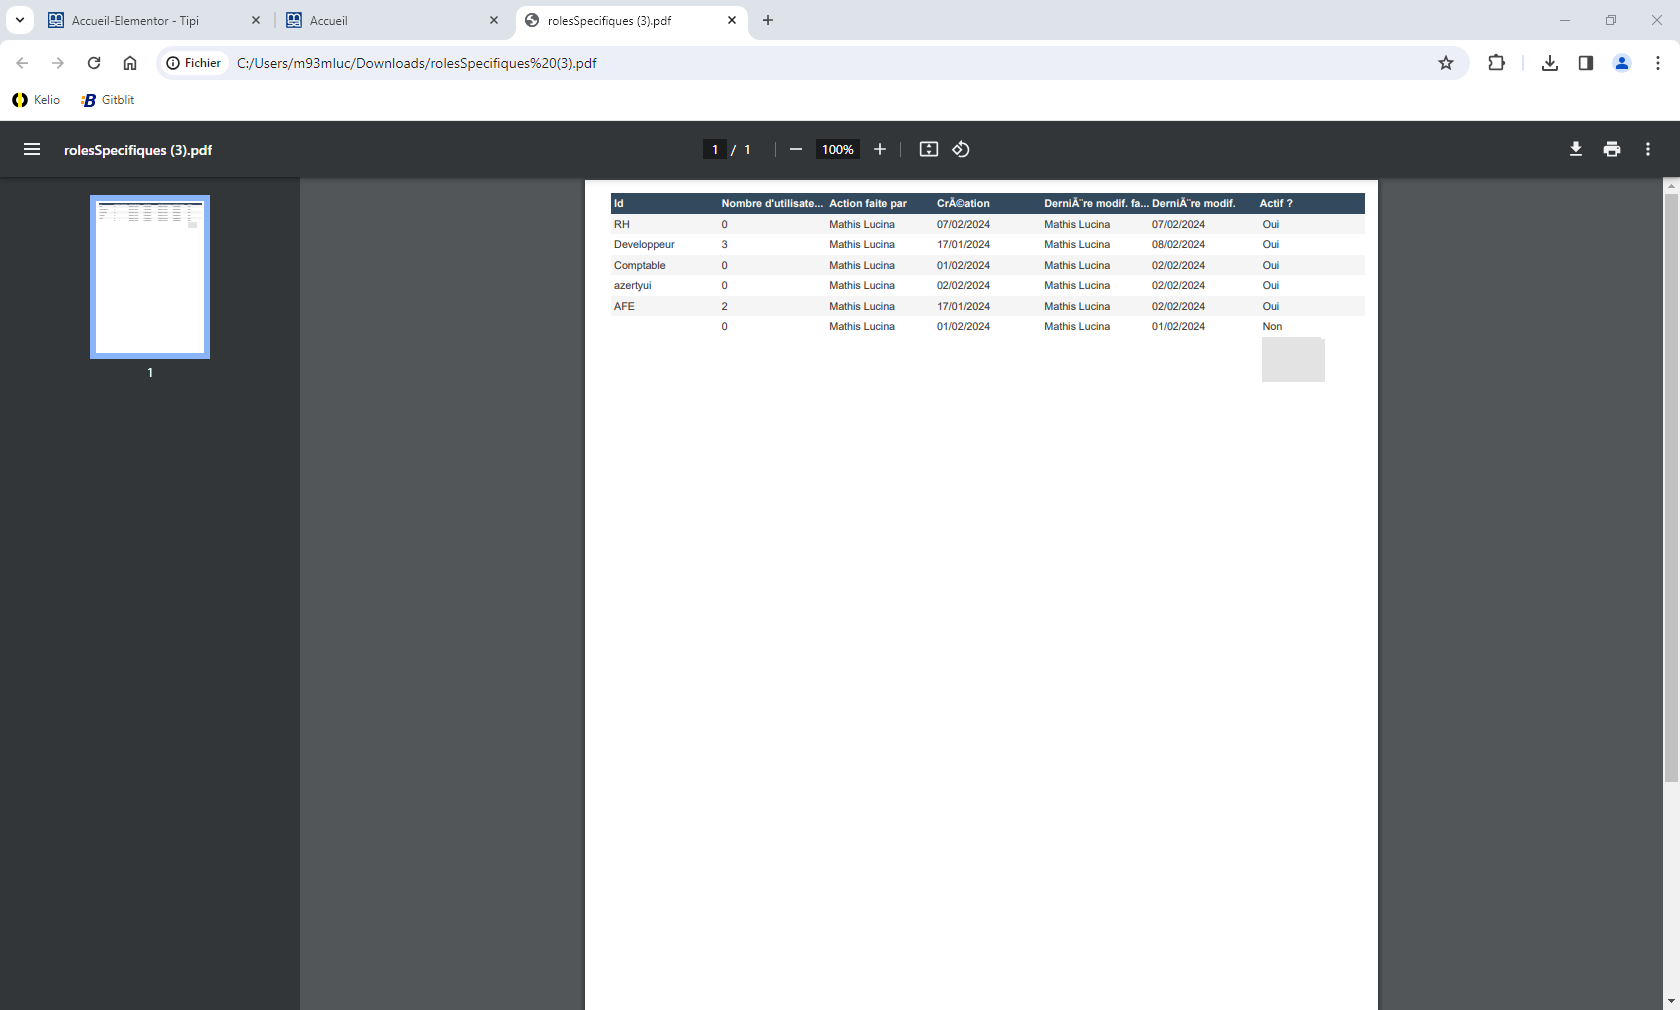 Accueil-Elementor - Tipi
Accueil
rolesSpecifiques (3).pdf
Fichier
C:/Users/m93mluc/Downloads/rolesSpecifiques%20(3).pdf
Kelio
Gitblit
rolesSpecifiques (3).pdf
1 / 1
100%
Id Nombre d'utilisate... Action faite par CrÃ©ation DerniÃ¨re modif. fa... DerniÃ¨re modif. Actif ?
RH 0 Mathis Lucina 07/02/2024 Mathis Lucina 07/02/2024 Oui
Developpeur 3 Mathis Lucina 17/01/2024 Mathis Lucina 08/02/2024 Oui
Comptable 0 Mathis Lucina 01/02/2024 Mathis Lucina 02/02/2024 Oui
azertyui 0 Mathis Lucina 02/02/2024 Mathis Lucina 02/02/2024 Oui
AFE 2 Mathis Lucina 17/01/2024 Mathis Lucina 02/02/2024 Oui
0 Mathis Lucina 01/02/2024 Mathis Lucina 01/02/2024 Non
1